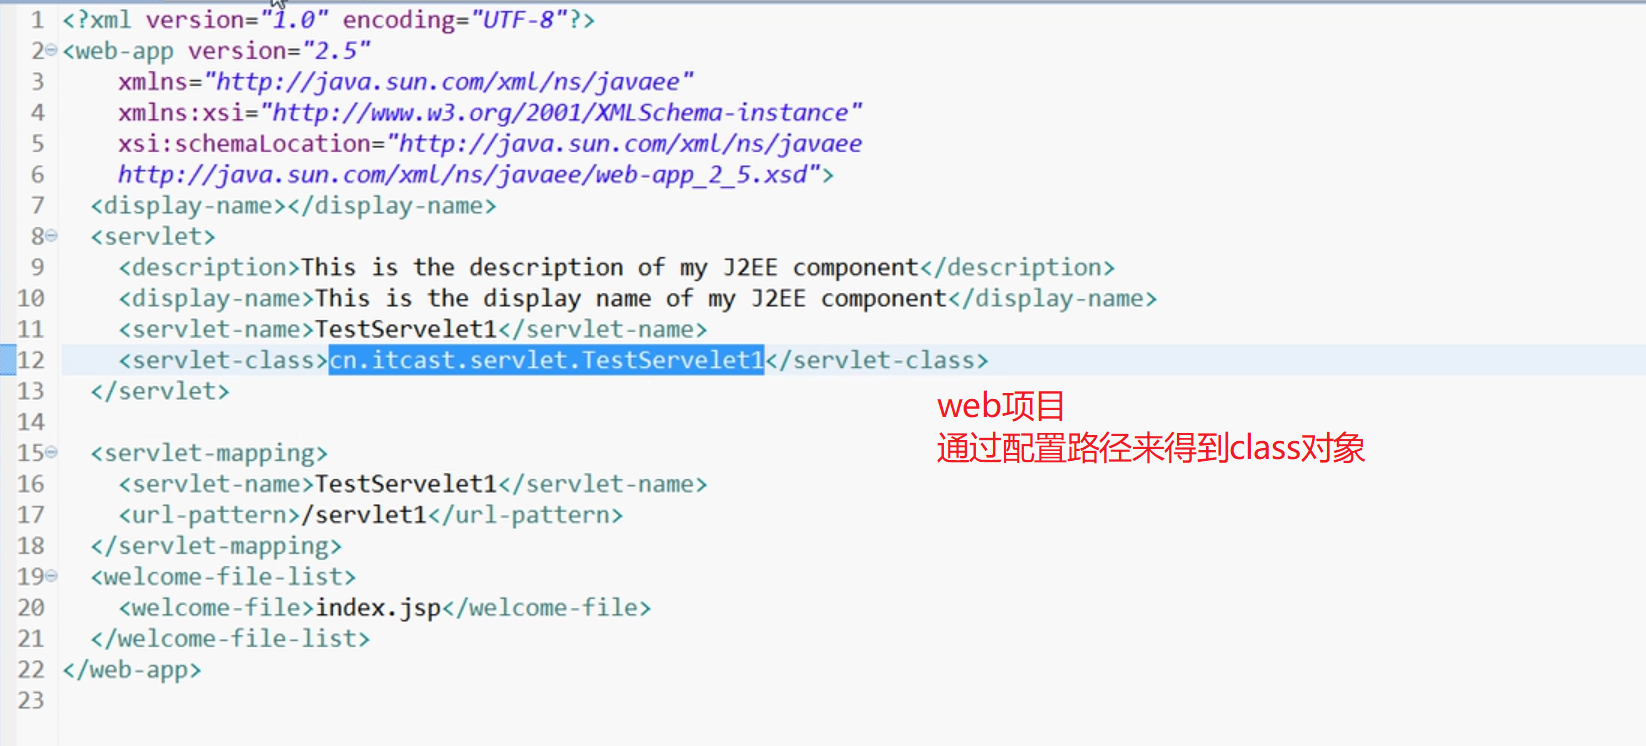 1 <?xml version="1.0" encoding="UTF-8"?>
2 <web-app version="2.5"
3 xmlns="http://java.sun.com/xml/ns/javaee"
4 xmlns:xsi="http://www.w3.org/2001/XMLSchema-instance"
5 xsi:schemaLocation="http://java.sun.com/xml/ns/javaee
6 http://java.sun.com/xml/ns/javaee/web-app_2_5.xsd">
7 <display-name></display-name>
8 <servlet>
9 <description>This is the description of my J2EE component</description>
10 <display-name>This is the display name of my J2EE component</display-name>
11 <servlet-name>TestServelet1</servlet-name>
12 <servlet-class>cn.itcast.servlet.TestServelet1</servlet-class>
13 </servlet>
web项目
14
通过配置路径来得到class对象
15 <servlet-mapping>
16 <servlet-name>TestServelet1</servlet-name>
17 <url-pattern>/servlet1</url-pattern>
18 </servlet-mapping>
19 <welcome-file-list>
20 <welcome-file>index.jsp</welcome-file>
21 </welcome-file-list>
22 </web-app>
23